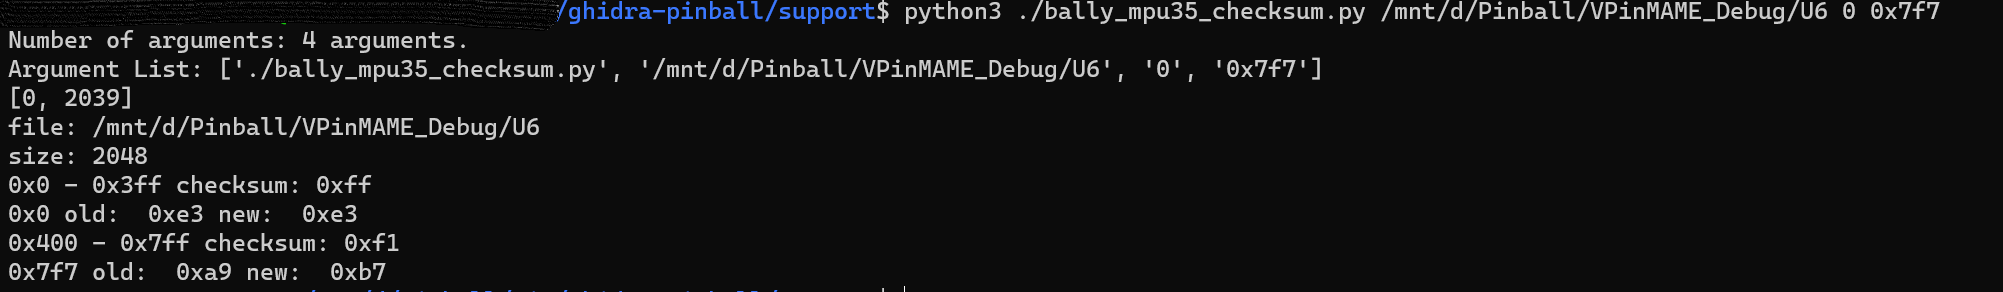 /ghidra-pinball/support$ python3 ./bally_mpu35_checksum.py /mnt/d/Pinball/VPinMAME_Debug/U6 0 0x7f7
Number of arguments: 4 arguments.
Argument List: ['./bally_mpu35_checksum.py', '/mnt/d/Pinball/VPinMAME_Debug/U6', '0', '0x7f7']
[0, 2039]
file: /mnt/d/Pinball/VPinMAME_Debug/U6
size: 2048
0x0 - 0x3ff checksum: 0xff
0x0 old:  0xe3 new:  0xe3
0x400 - 0x7ff checksum: 0xf1
0x7f7 old:  0xa9 new:  0xb7